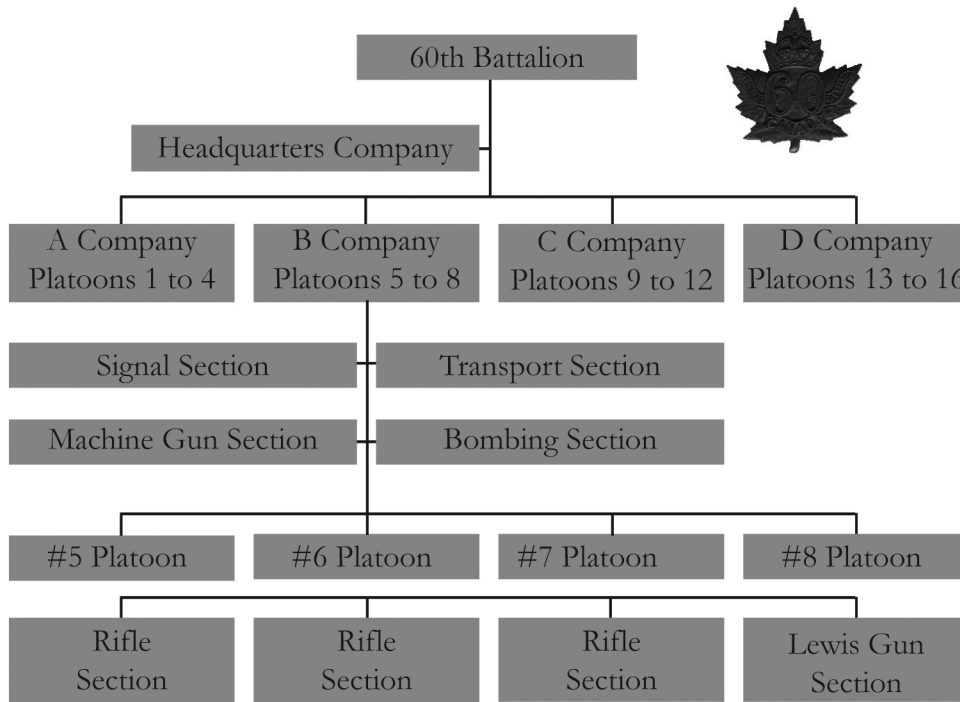 60th Battalion
60
CANADA
Headquarters Company
A Company
Platoons 1 to 4
B Company
Platoons 5 to 8
C Company
Platoons 9 to 12
D Company
Platoons 13 to 16
Signal Section
Transport Section
Machine Gun Section
Bombing Section
#5 Platoon
#6 Platoon
#7 Platoon
#8 Platoon
Rifle
Section
Rifle
Section
Rifle
Section
Lewis Gun
Section